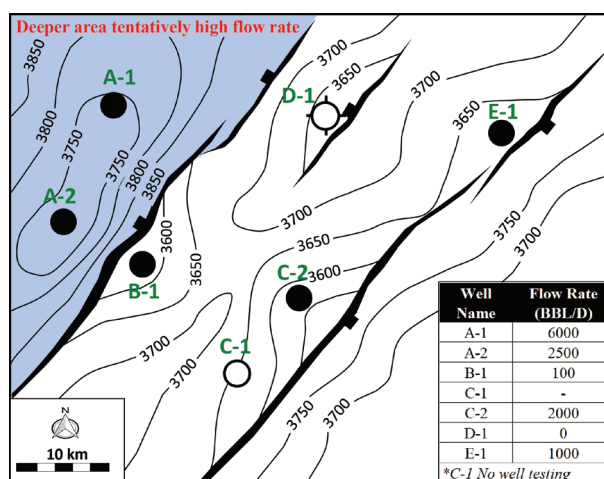 Deeper area tentatively high flow rate
3850
3850
3800
3750
3800
3750
3850
A-1
A-2
3700
3650
D-1
3700
3650
E-1
3600
3650
B-1
3700
3650
3600
C-2
3750
3700
3700
3700
C-1
3750
3700
N
10 km
Well Name Flow Rate (BBL/D)
A-1 6000
A-2 2500
B-1 100
C-1 -
C-2 2000
D-1 0
E-1 1000
*C-1 No well testing